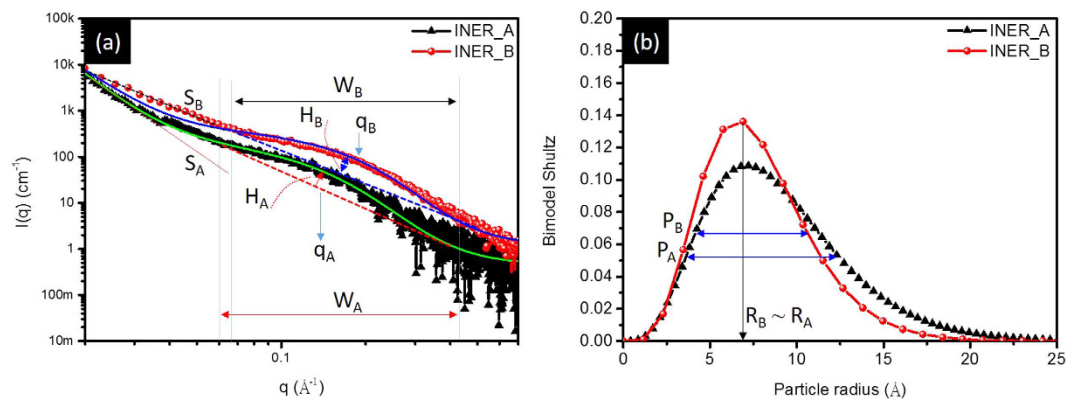 (a)
INER_A
INER_B
100k
10k
1k
100
10
1
100m
10m
I(q) (cm⁻¹)
S_B
S_A
W_B
H_B
q_B
H_A
q_A
W_A
0.1
q (Å⁻¹)
(b)
INER_A
INER_B
0.20
0.18
0.16
0.14
0.12
0.10
0.08
0.06
0.04
0.02
0.00
Bimodel Shultz
P_B
P_A
R_B ~ R_A
0 5 10 15 20 25
Particle radius (Å)